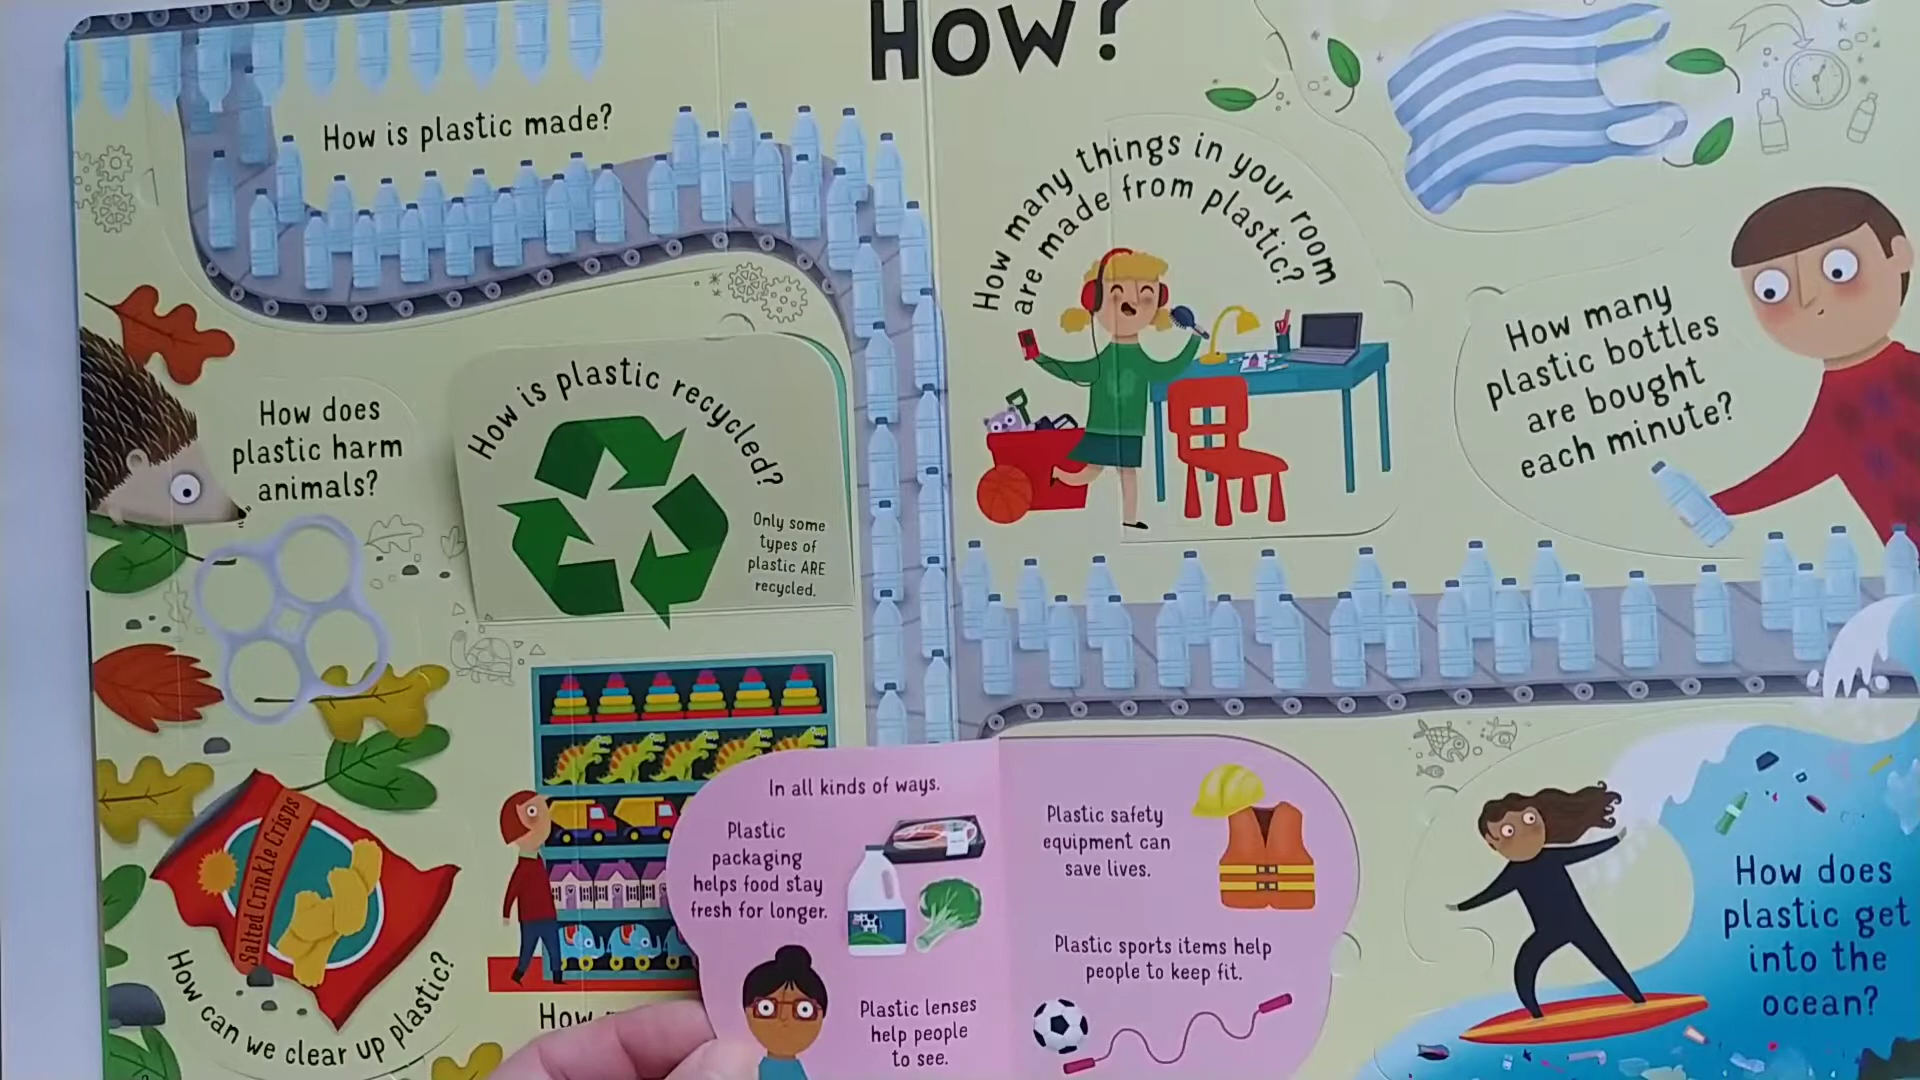 How?
How is plastic made?
How many things in your room
are made from plastic?
How many
plastic bottles
are bought
each minute?
How does
plastic harm
animals?
How is plastic recycled?
Only some
types of
plastic ARE
recycled.
Salted Crinkle Crisps
How can we clear up plastic?
How
In all kinds of ways.
Plastic
packaging
helps food stay
fresh for longer.
Plastic lenses
help people
to see.
Plastic safety
equipment can
save lives.
Plastic sports items help
people to keep fit.
How does
plastic get
into the
ocean?